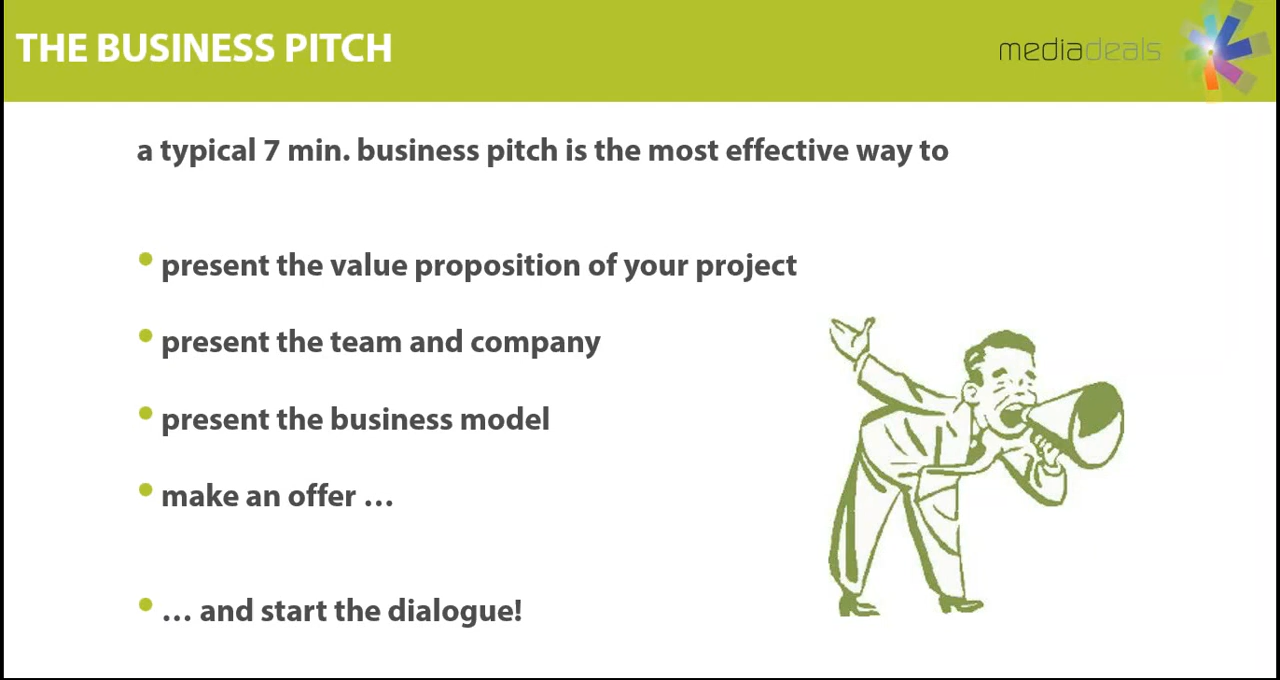 THE BUSINESS PITCH
mediadeals
a typical 7 min. business pitch is the most effective way to
• present the value proposition of your project
• present the team and company
• present the business model
• make an offer …
• … and start the dialogue!